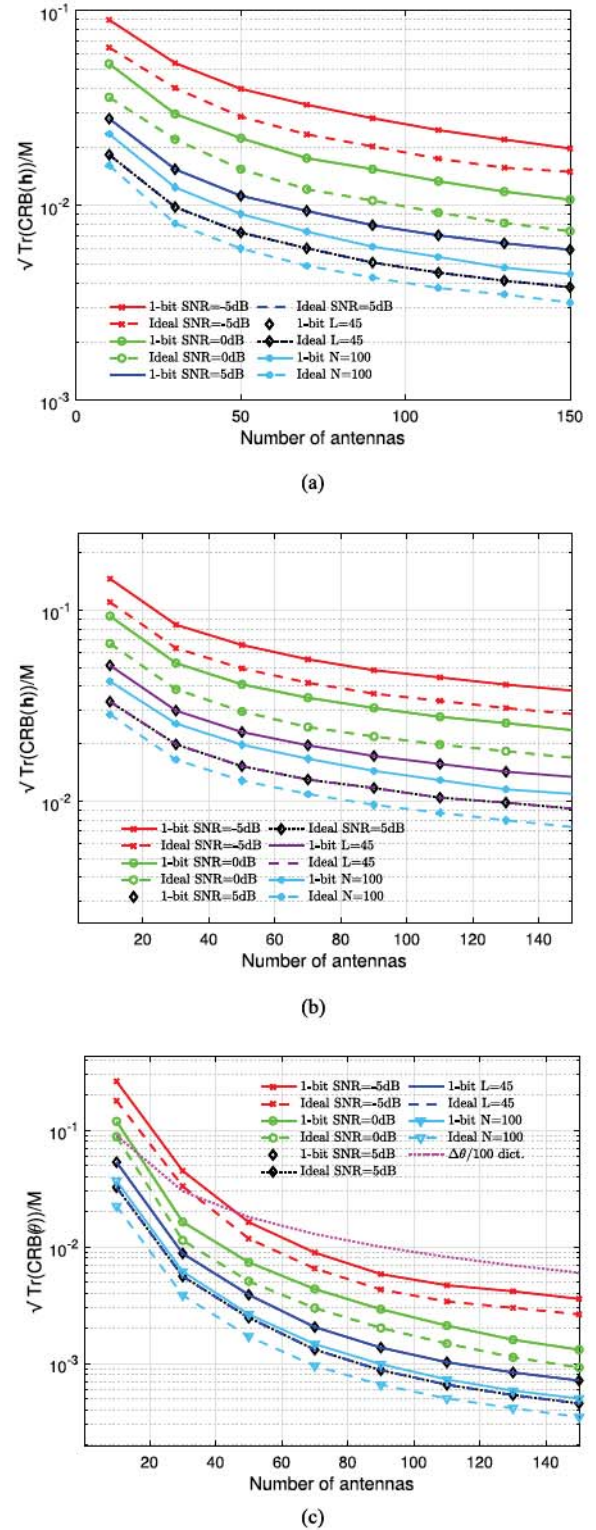 10^-1
10^-2
10^-3
√Tr(CRB(h))/M
1-bit SNR=-5dB
Ideal SNR=-5dB
1-bit SNR=0dB
Ideal SNR=0dB
1-bit SNR=5dB
Ideal SNR=5dB
1-bit L=45
Ideal L=45
1-bit N=100
Ideal N=100
0 50 100 150
Number of antennas
(a)
10^-1
10^-2
√Tr(CRB(h))/M
1-bit SNR=-5dB
Ideal SNR=-5dB
1-bit SNR=0dB
Ideal SNR=0dB
1-bit SNR=5dB
Ideal SNR=5dB
1-bit L=45
Ideal L=45
1-bit N=100
Ideal N=100
20 40 60 80 100 120 140
Number of antennas
(b)
1-bit SNR=-5dB
Ideal SNR=-5dB
1-bit SNR=0dB
Ideal SNR=0dB
1-bit SNR=5dB
Ideal SNR=5dB
1-bit L=45
Ideal L=45
1-bit N=100
Ideal N=100
Δθ/100 dict.
10^-1
10^-2
10^-3
√Tr(CRB(θ))/M
20 40 60 80 100 120 140
Number of antennas
(c)